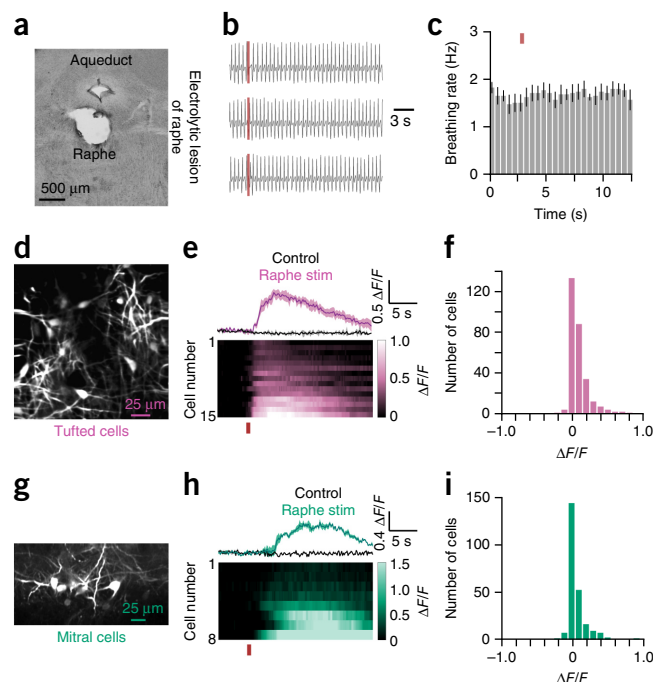 a
Aqueduct
Raphe
500 μm
Electrolytic lesion
of raphe
b
3 s
c
3
2
1
0
Breathing rate (Hz)
0
5
10
Time (s)
d
25 μm
Tufted cells
e
Control
Raphe stim
0.5 ΔF/F
5 s
1
Cell number
15
1.0
0.5
0
ΔF/F
f
120
80
40
0
Number of cells
–1.0
0
1.0
ΔF/F
g
25 μm
Mitral cells
h
Control
Raphe stim
0.4 ΔF/F
5 s
1
Cell number
8
1.5
1.0
0.5
0
ΔF/F
i
150
100
50
0
Number of cells
–1.0
0
1.0
ΔF/F